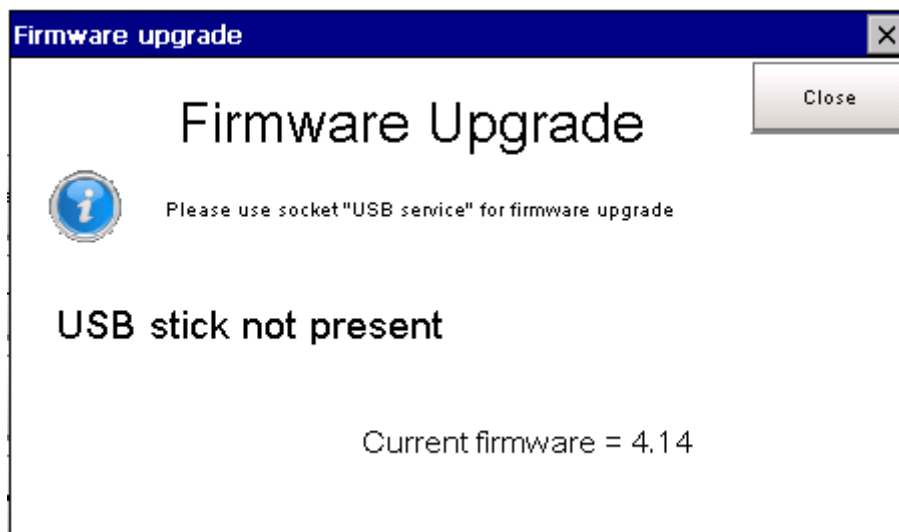 Firmware upgrade
Close
Firmware Upgrade
Please use socket "USB service" for firmware upgrade
USB stick not present
Current firmware = 4.14